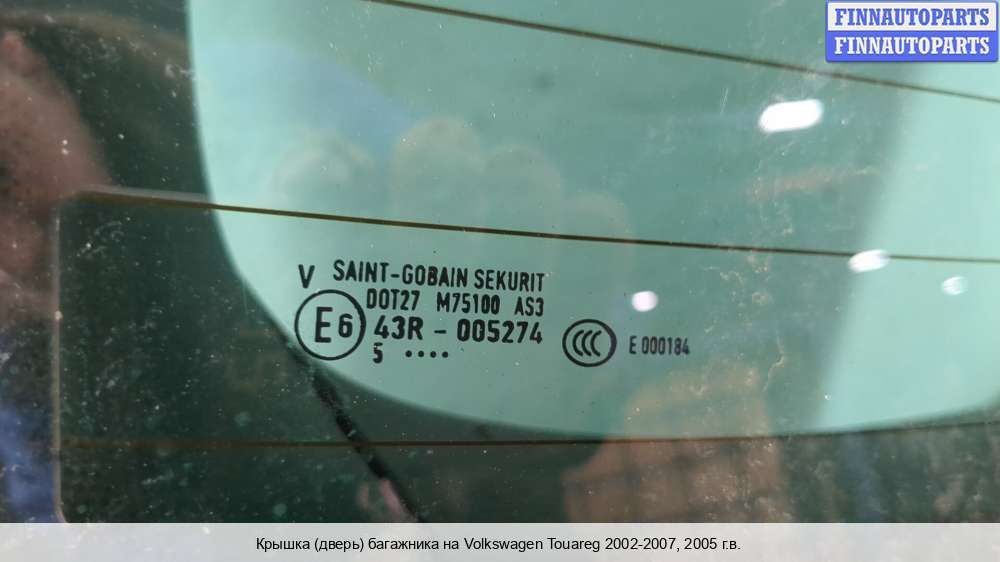 FINNAUTOPARTS
FINNAUTOPARTS
V SAINT-GOBAIN SEKURIT
DOT27 M75100 AS3
E6 43R - 005274
5 ....
CCC E 000184
Крышка (дверь) багажника на Volkswagen Touareg 2002-2007, 2005 г.в.